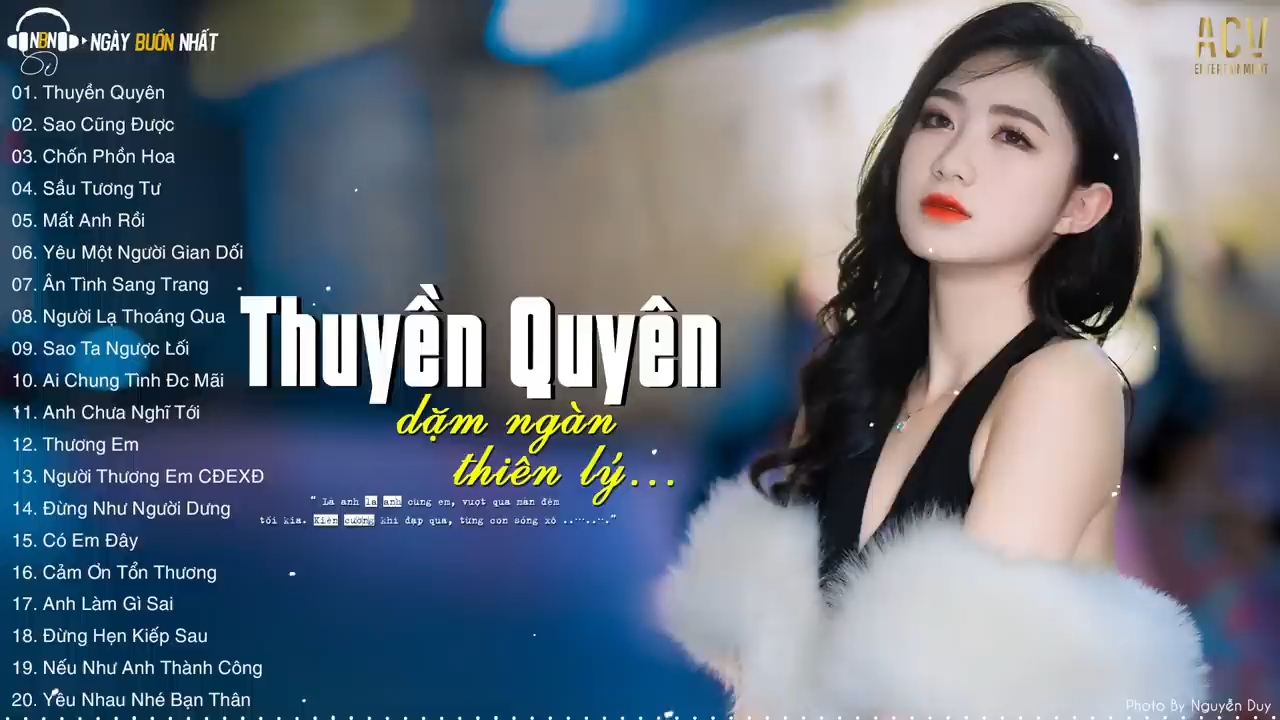 NBN
NGÀY BUỒN NHẤT
ACV
ENTERTAINMENT
01. Thuyền Quyên
02. Sao Cũng Được
03. Chốn Phồn Hoa
04. Sầu Tương Tư
05. Mất Anh Rồi
06. Yêu Một Người Gian Dối
07. Ân Tình Sang Trang
08. Người Lạ Thoáng Qua
09. Sao Ta Ngược Lối
10. Ai Chung Tình Đc Mãi
11. Anh Chưa Nghĩ Tới
12. Thương Em
13. Người Thương Em CĐEXĐ
14. Đừng Như Người Dưng
15. Có Em Đây
16. Cảm Ơn Tổn Thương
17. Anh Làm Gì Sai
18. Đừng Hẹn Kiếp Sau
19. Nếu Như Anh Thành Công
20. Yêu Nhau Nhé Bạn Thân
Thuyền Quyên
dặm ngàn
thiên lý...
“ Là anh là anh cùng em, vượt qua màn đêm
tối kia. Kiên cường khi đạp qua, từng con sóng xô ........”
Photo By Nguyễn Duy